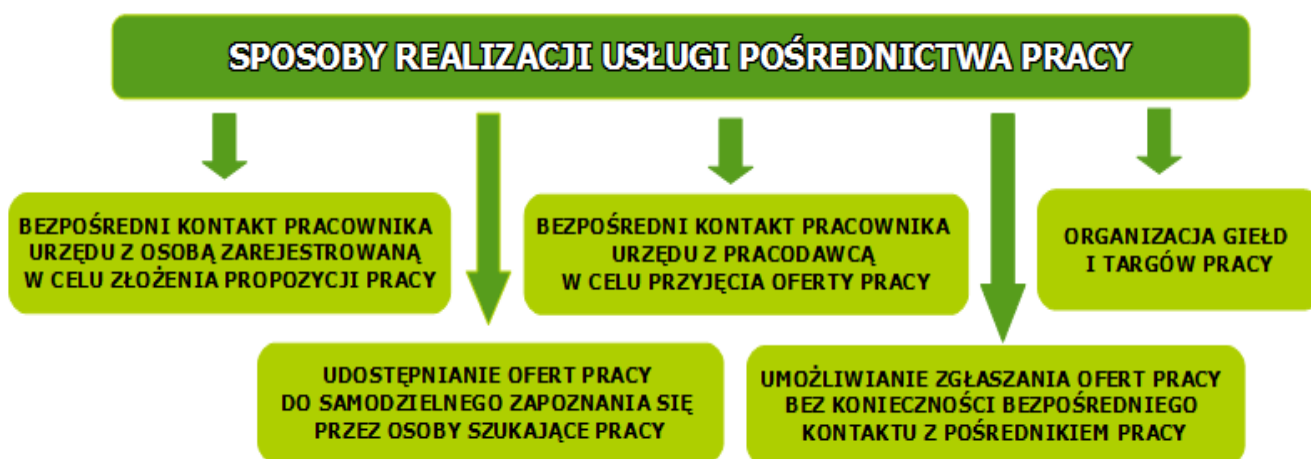 SPOSOBY REALIZACJI USŁUGI POŚREDNICTWA PRACY
BEZPOŚREDNI KONTAKT PRACOWNIKA
URZĘDU Z OSOBĄ ZAREJESTROWANĄ
W CELU ZŁOŻENIA PROPOZYCJI PRACY
UDOSTĘPNIANIE OFERT PRACY
DO SAMODZIELNEGO ZAPOZNANIA SIĘ
PRZEZ OSOBY SZUKAJĄCE PRACY
BEZPOŚREDNI KONTAKT PRACOWNIKA
URZĘDU Z PRACODAWCĄ
W CELU PRZYJĘCIA OFERTY PRACY
UMOŻLIWIANIE ZGŁASZANIA OFERT PRACY
BEZ KONIECZNOŚCI BEZPOŚREDNIEGO
KONTAKTU Z POŚREDNIKIEM PRACY
ORGANIZACJA GIEŁD
I TARGÓW PRACY